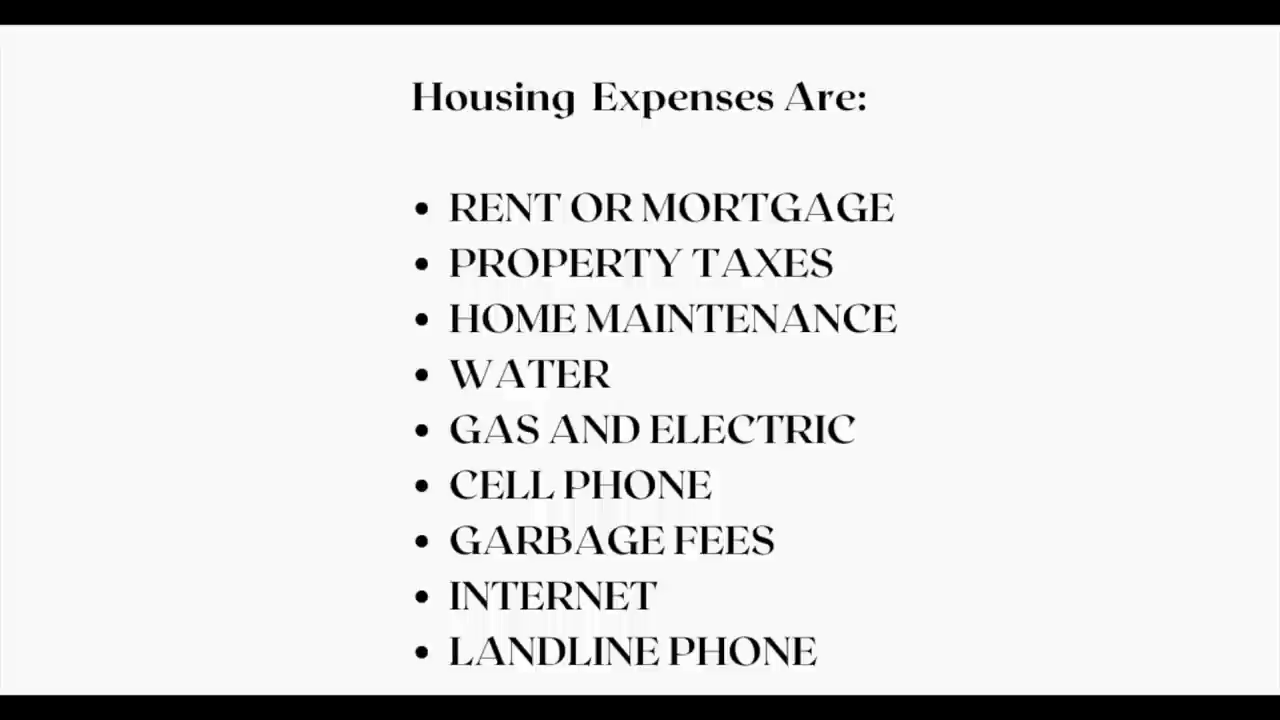 Housing Expenses Are:
• RENT OR MORTGAGE
• PROPERTY TAXES
• HOME MAINTENANCE
• WATER
• GAS AND ELECTRIC
• CELL PHONE
• GARBAGE FEES
• INTERNET
• LANDLINE PHONE